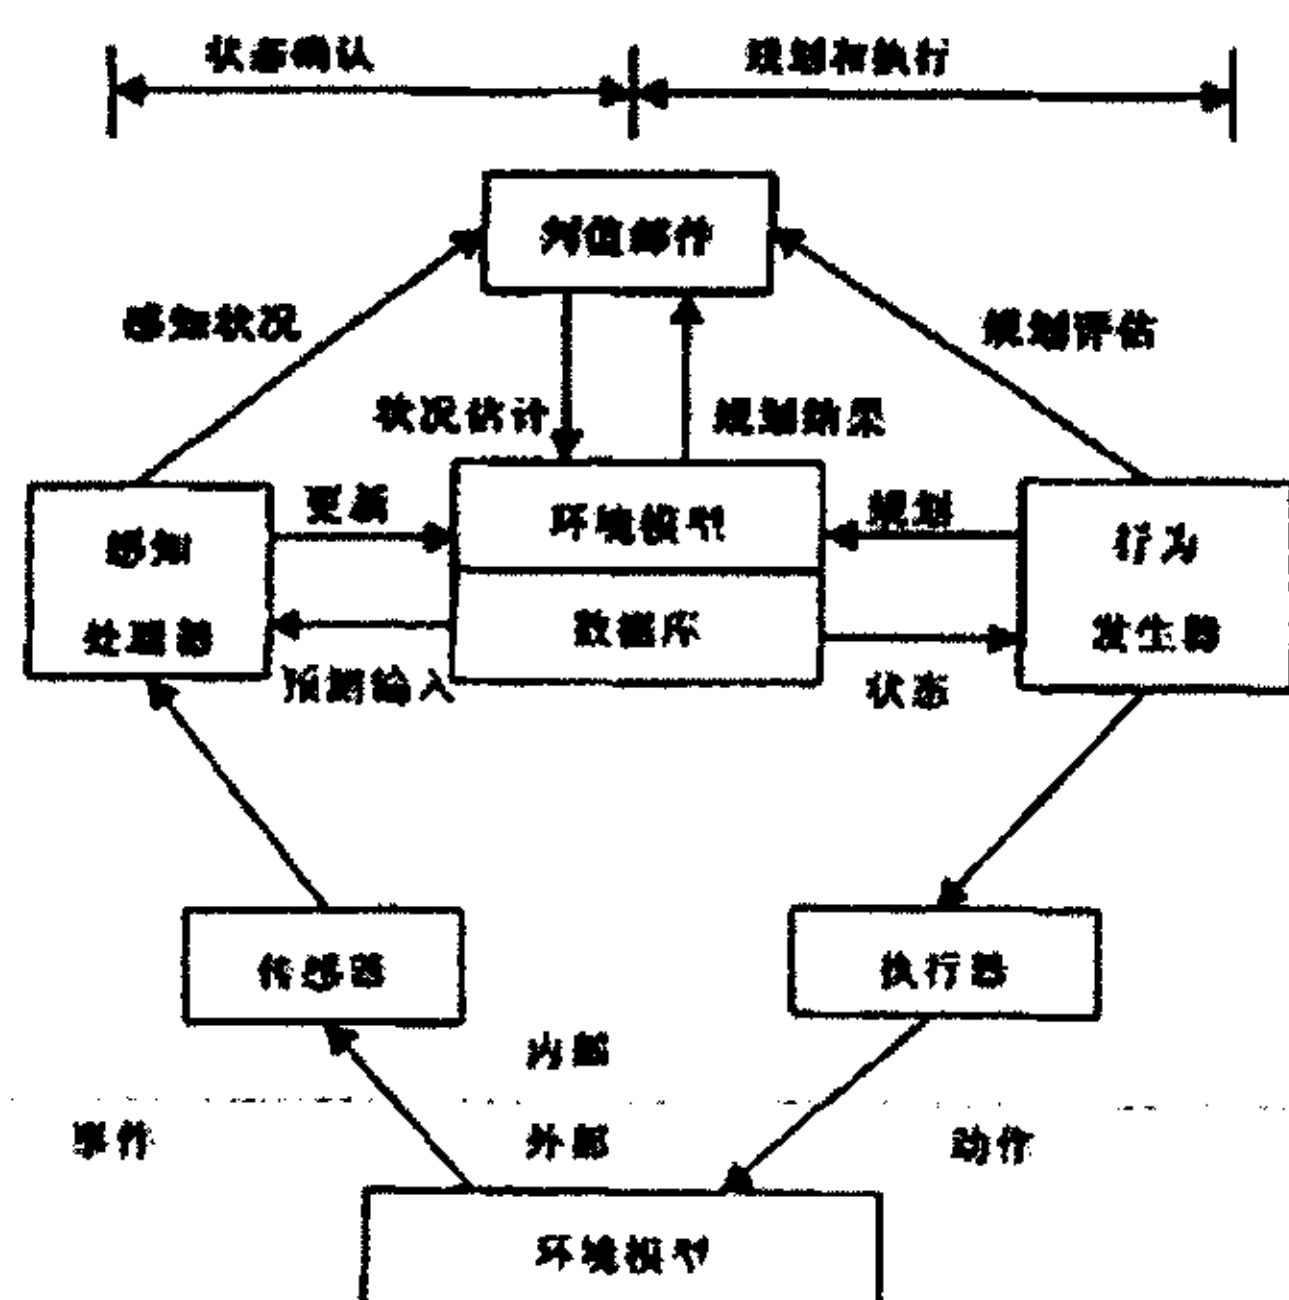 状态确认
规划和执行
判值部件
感知状况
规划评估
状况估计
规划结果
更新
规划
感知
处理器
环境模型
数据库
行为
发生器
预测输入
状态
传感器
执行器
内部
事件
外部
动作
环境模型